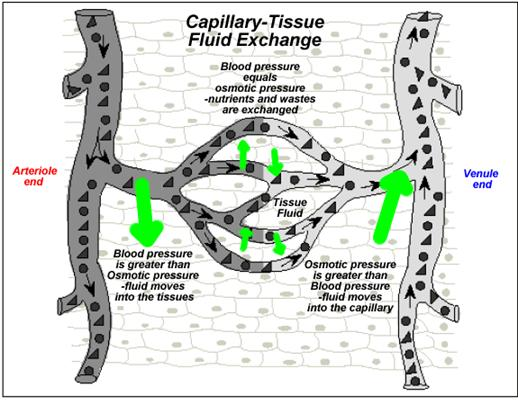 Capillary-Tissue
Fluid Exchange
Blood pressure
equals
osmotic pressure
-nutrients and wastes
are exchanged
Arteriole
end
Venule
end
Tissue
Fluid
Blood pressure
is greater than
Osmotic pressure
-fluid moves
into the tissues
Osmotic pressure
is greater than
Blood pressure
-fluid moves
into the capillary